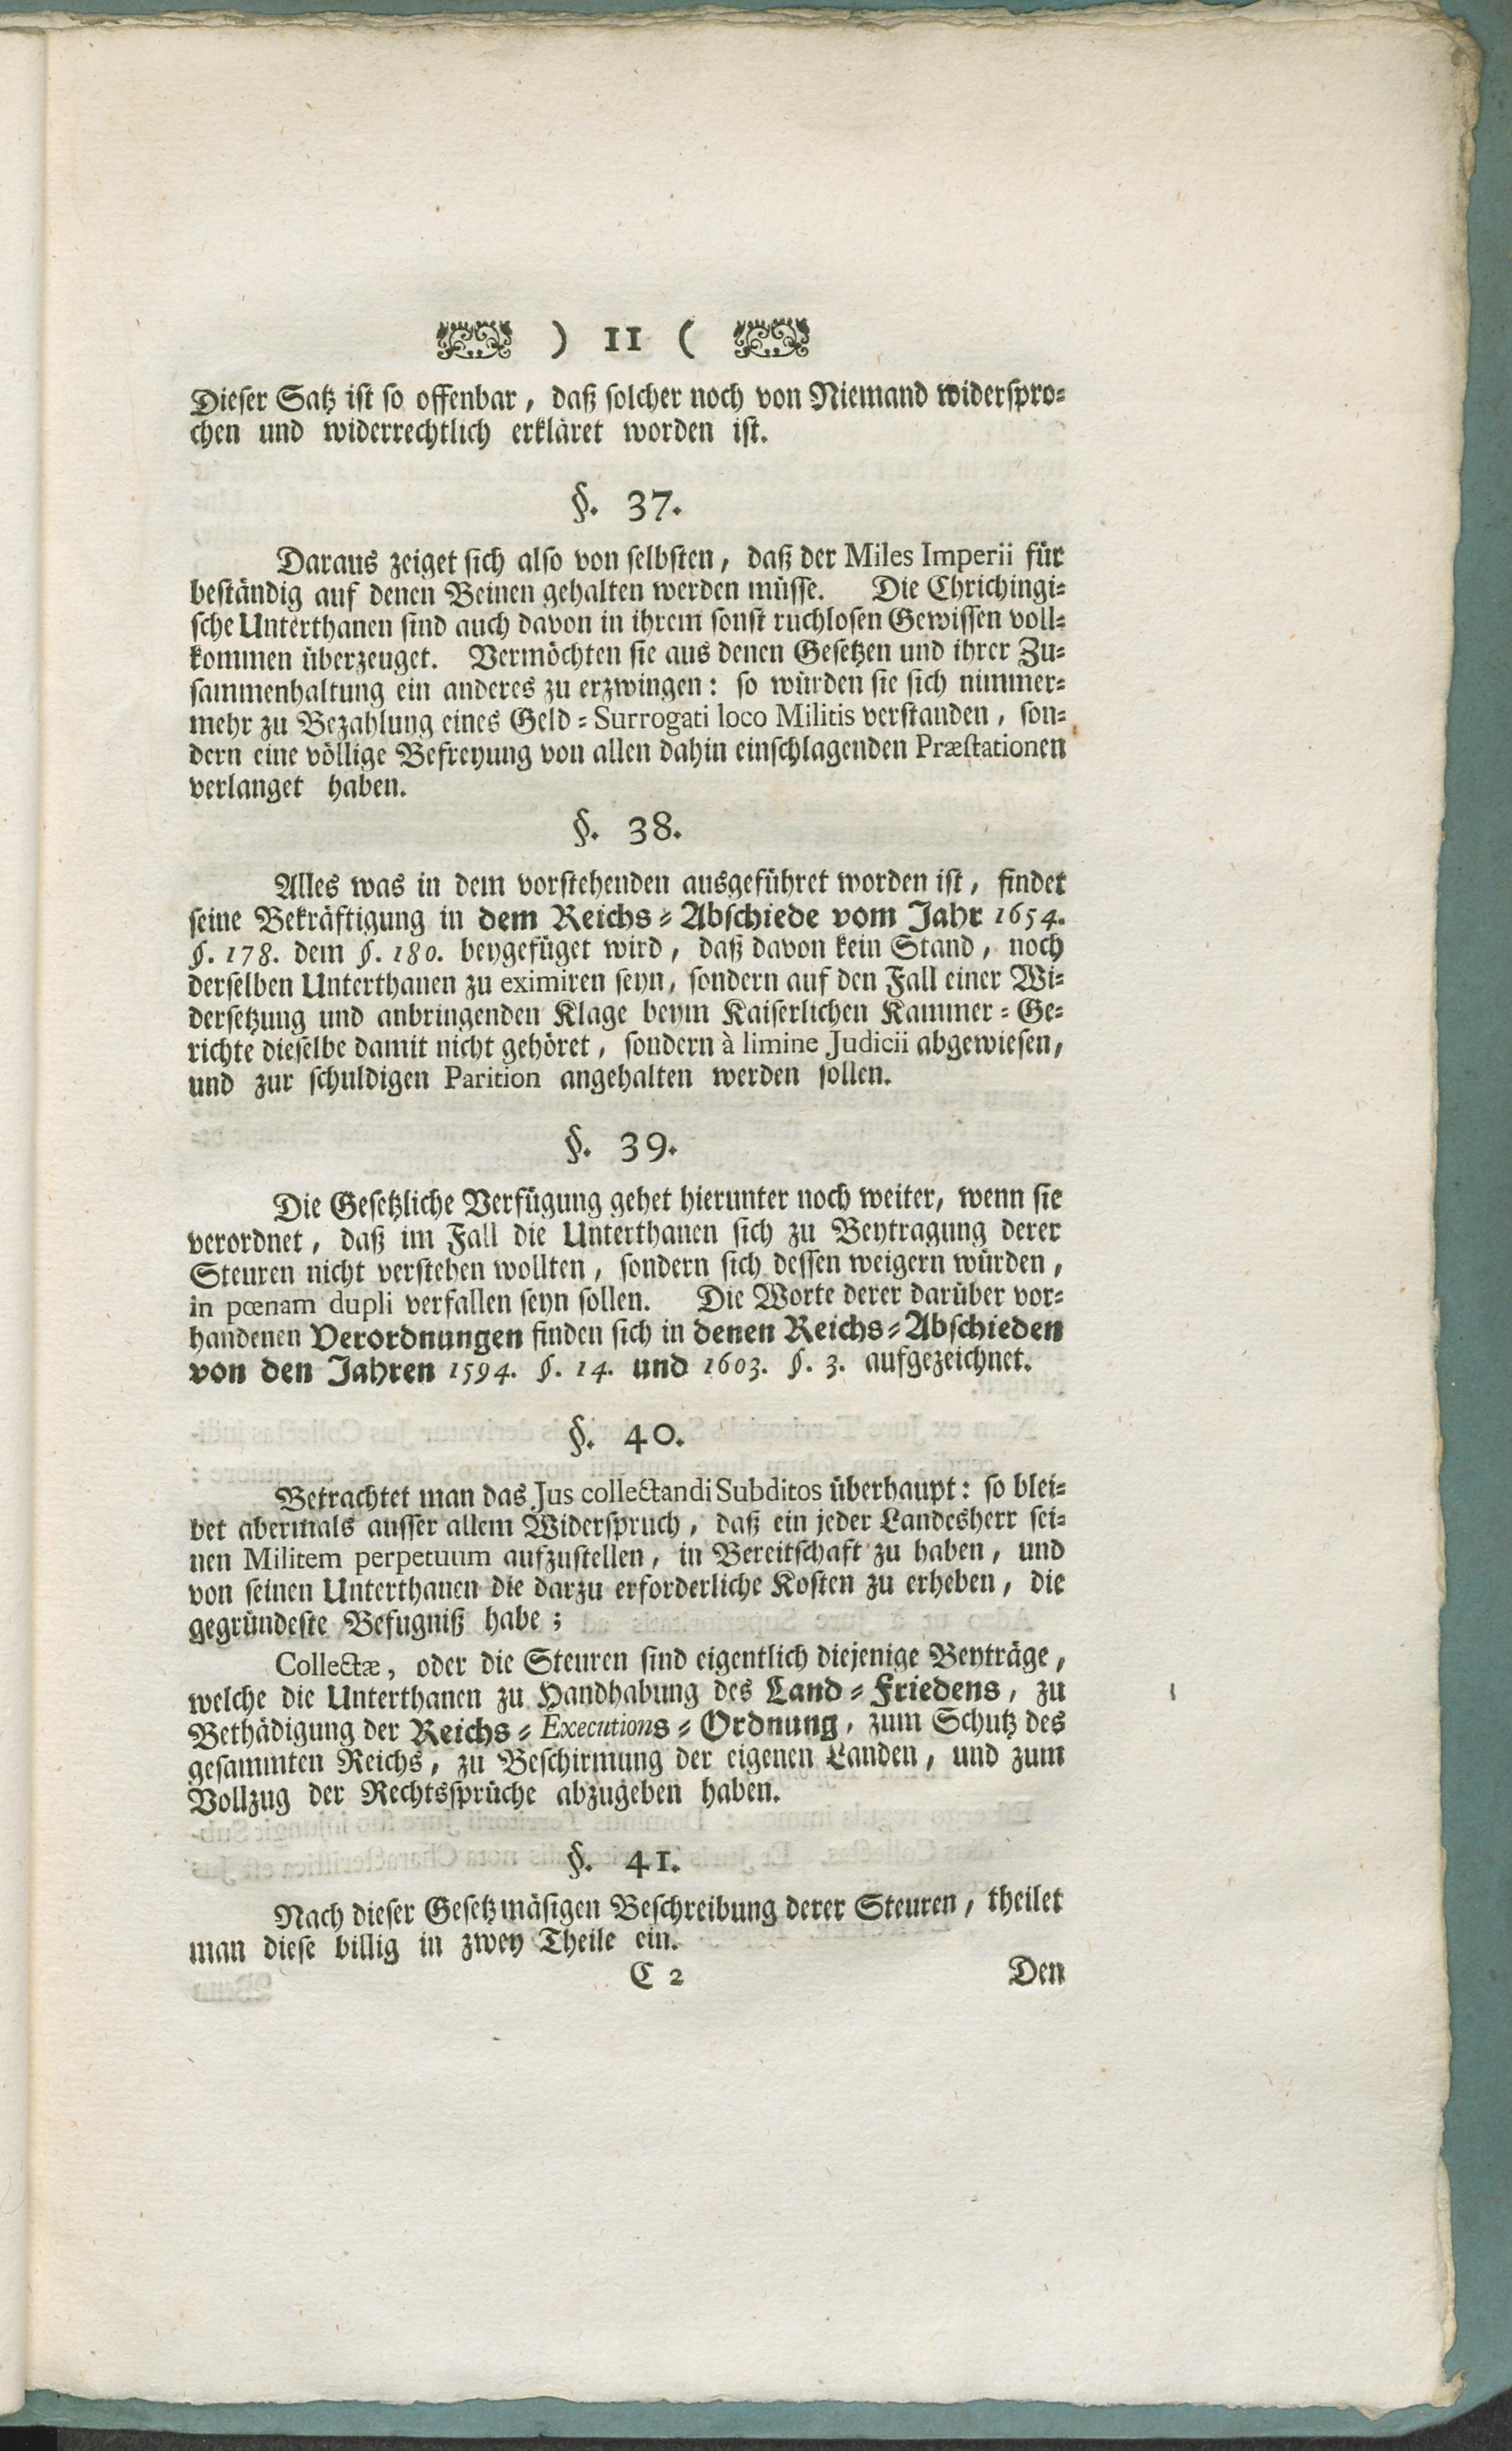 ) 11 (
Dieser Satz ist so offenbar, daß solcher noch von Niemand widerspro=
chen und widerrechtlich erkläret worden ist.
§. 37.
Daraus zeiget sich also von selbsten, daß der Miles Imperii für
beständig auf denen Beinen gehalten werden müsse. Die Chrichingi=
sche Unterthanen sind auch davon in ihrem sonst ruchlosen Gewissen voll=
kommen überzeuget. Vermöchten sie aus denen Gesetzen und ihrer Zu=
sammenhaltung ein anderes zu erzwingen: so würden sie sich nimmer=
mehr zu Bezahlung eines Geld=Surrogati loco Militis verstanden, son=
dern eine völlige Befreyung von allen dahin einschlagenden Præstationen
verlanget haben.
§. 38.
Alles was in dem vorstehenden ausgeführet worden ist, findet
seine Bekräftigung in dem Reichs=Abschiede vom Jahr 1654.
§. 178. dem §. 180. beygefüget wird, daß davon kein Stand, noch
derselben Unterthanen zu eximiren seyn, sondern auf den Fall einer Wi=
dersetzung und anbringenden Klage beym Kaiserlichen Kammer=Ge=
richte dieselbe damit nicht gehöret, sondern à limine Judicii abgewiesen,
und zur schuldigen Parition angehalten werden sollen.
§. 39.
Die Gesetzliche Verfügung gehet hierunter noch weiter, wenn sie
verordnet, daß im Fall die Unterthanen sich zu Beytragung derer
Steuren nicht verstehen wollten, sondern sich dessen weigern würden,
in pœnam dupli verfallen seyn sollen. Die Worte derer darüber vor=
handenen Verordnungen finden sich in denen Reichs=Abschieden
von den Jahren 1594. §. 14. und 1603. §. 3. aufgezeichnet.
§. 40.
Betrachtet man das Jus collectandi Subditos überhaupt: so blei=
bet abermals ausser allem Widerspruch, daß ein jeder Landesherr sei=
nen Militem perpetuum aufzustellen, in Bereitschaft zu haben, und
von seinen Unterthanen die darzu erforderliche Kosten zu erheben, die
gegründeste Befugniß habe;
Collectæ, oder die Steuren sind eigentlich diejenige Beyträge,
welche die Unterthanen zu Handhabung des Land=Friedens, zu
Bethädigung der Reichs=Executions=Ordnung, zum Schutz des
gesammten Reichs, zu Beschirmung der eigenen Landen, und zum
Vollzug der Rechtssprüche abzugeben haben.
§. 41.
Nach dieser Gesetzmäsigen Beschreibung derer Steuren, theilet
man diese billig in zwey Theile ein.
C 2 Den